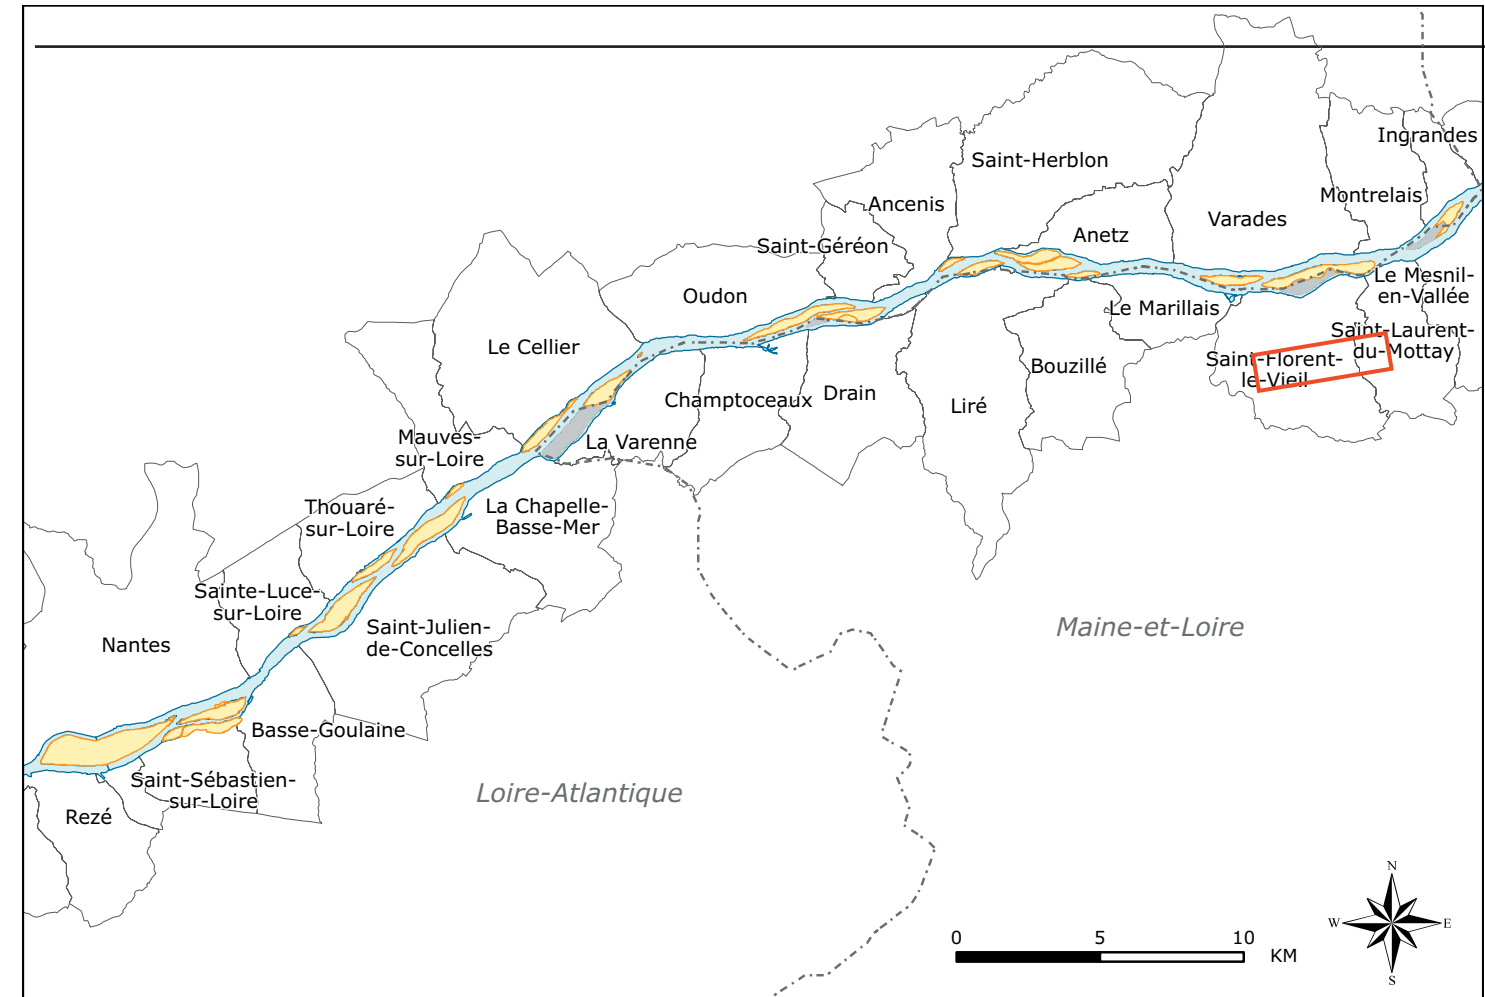 Ingrandes
Saint-Herblon
Montrelais
Ancenis
Varades
Anetz
Saint-Géréon
Le Mesnil-
en-Vallée
Oudon
Le Marillais
Saint-Laurent-
du-Mottay
Le Cellier
Saint-Florent-
le-Vieil
Bouzillé
Champtoceaux
Drain
Liré
Mauves-
sur-Loire
La Varenne
Thouaré-
sur-Loire
La Chapelle-
Basse-Mer
Sainte-Luce-
sur-Loire
Saint-Julien-
de-Concelles
Nantes
Maine-et-Loire
Basse-Goulaine
Saint-Sébastien-
sur-Loire
Loire-Atlantique
Rezé
N
W
E
S
0 5 10
KM